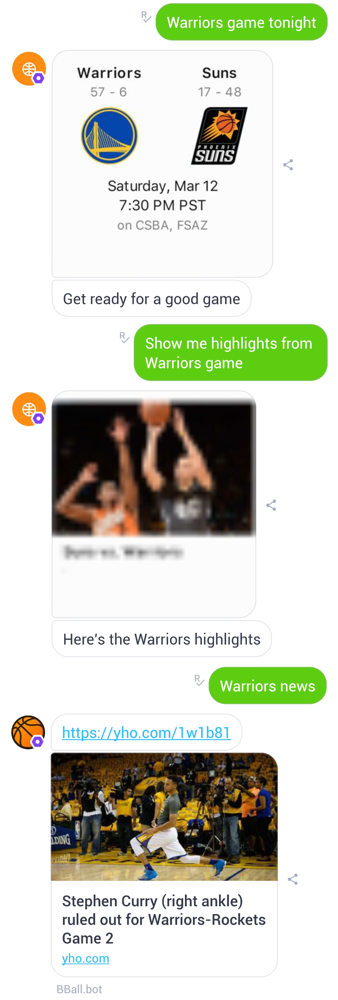 R
Warriors game tonight
Warriors Suns
57 - 6 17 - 48
PHOENIX
SUNS
Saturday, Mar 12
7:30 PM PST
on CSBA, FSAZ
Get ready for a good game
R
Show me highlights from
Warriors game
Here's the Warriors highlights
R
Warriors news
https://yho.com/1w1b81
LDING
Stephen Curry (right ankle)
ruled out for Warriors-Rockets
Game 2
yho.com
BBall.bot